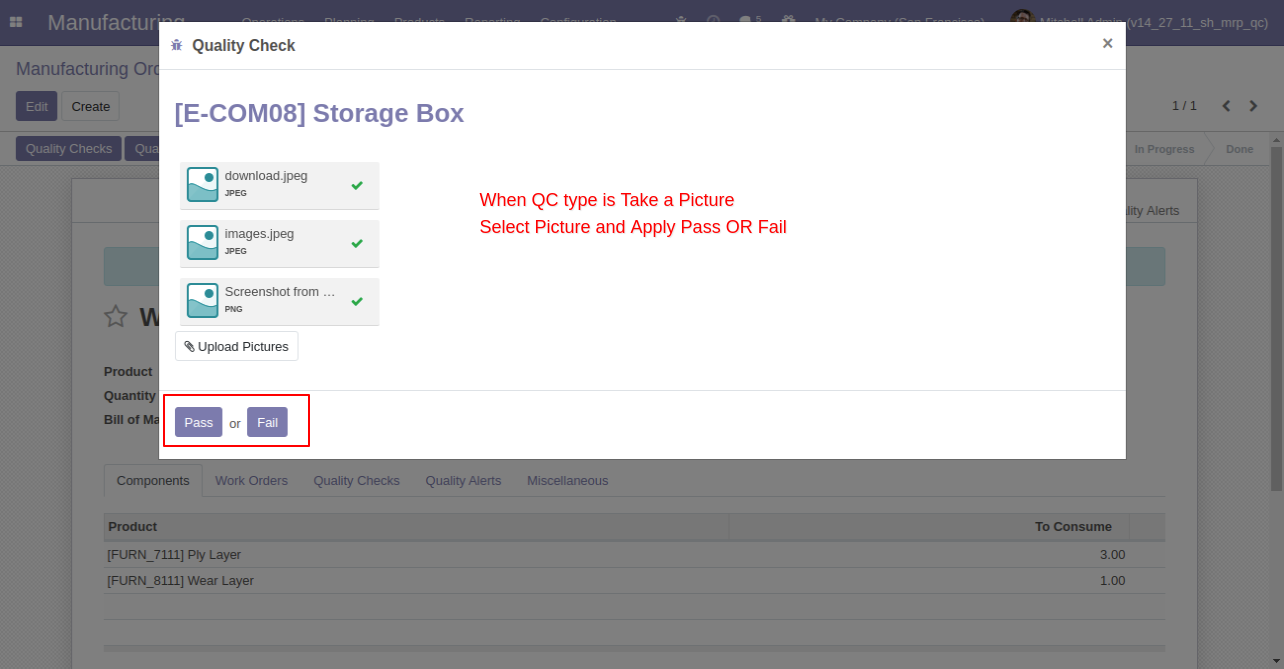 Manufacturing Operations Planning Products Reporting Configuration 5 My Company (San Francisco) Mitchell Admin (v14_27_11_sh_mrp_qc)
Quality Check ×
Manufacturing
[E-COM08] Storage Box
Edit Create 1 / 1
Quality Checks In Progress Done
download.jpeg
JPEG
When QC type is Take a Picture
Select Picture and Apply Pass OR Fail
images.jpeg
JPEG
Screenshot from ...
PNG
Upload Pictures
Alerts
Product
Quantity
Bill of
Pass or Fail
Components Work Orders Quality Checks Quality Alerts Miscellaneous
Product To Consume
[FURN_7111] Ply Layer 3.00
[FURN_8111] Wear Layer 1.00